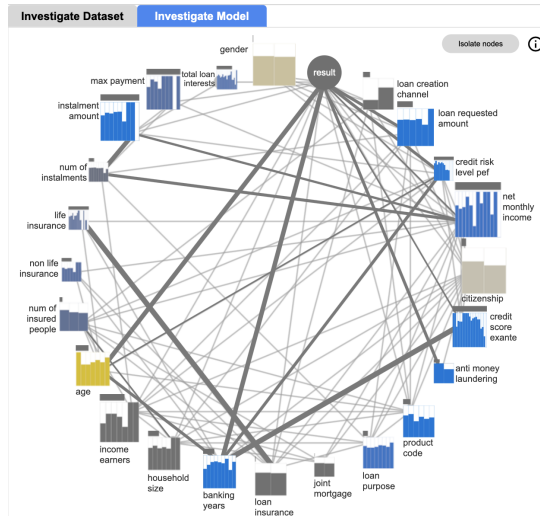 Investigate Dataset
Investigate Model
Isolate nodes
i
gender
result
total loan
interests
max payment
loan creation
channel
instalment
amount
loan requested
amount
num of
instalments
credit risk
level pef
net
monthly
income
life
insurance
non life
insurance
citizenship
num of
insured
people
credit
score
exante
age
anti money
laundering
income
earners
product
code
household
size
banking
years
loan
insurance
joint
mortgage
loan
purpose